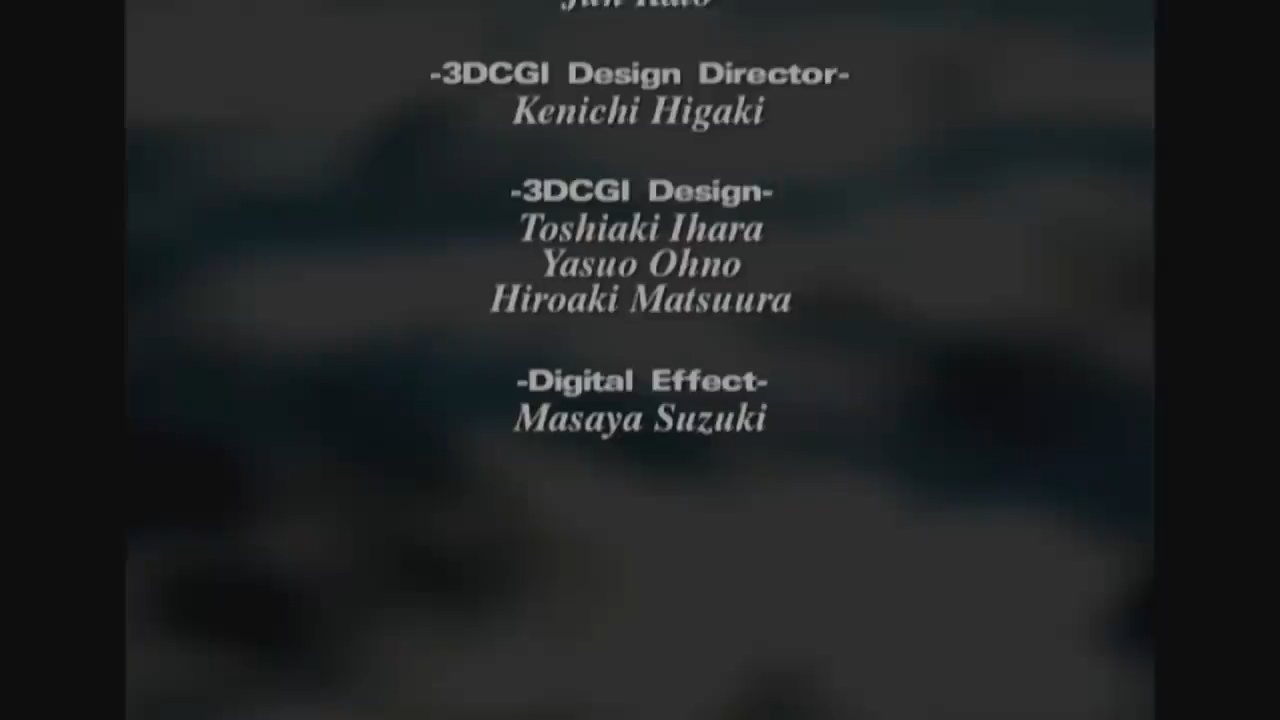 -3DCGI Design Director-
Kenichi Higaki
-3DCGI Design-
Toshiaki Ihara
Yasuo Ohno
Hiroaki Matsuura
-Digital Effect-
Masaya Suzuki